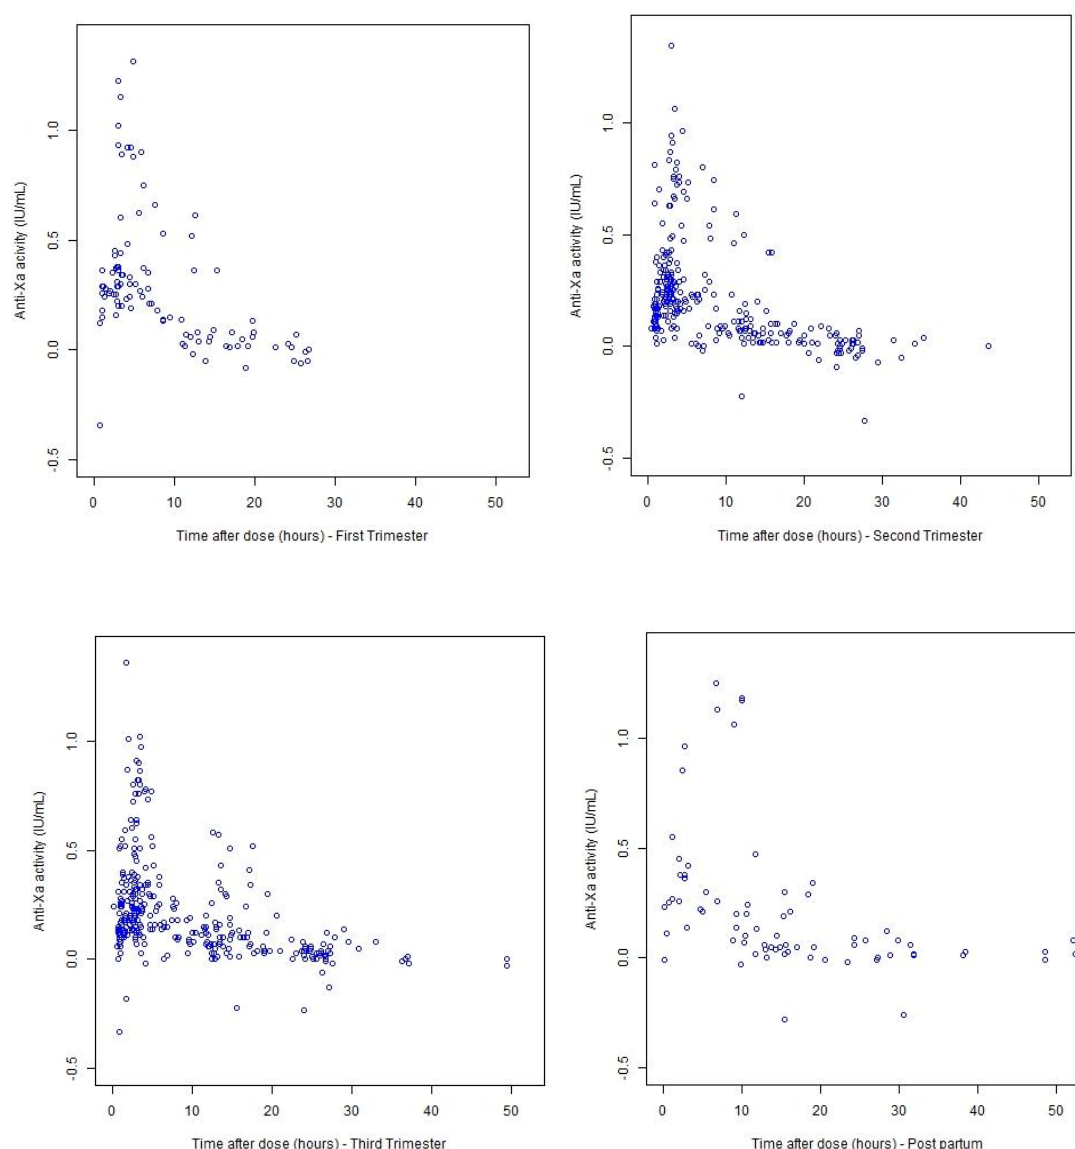 1.0
0.5
0.0
-0.5
Anti-Xa acivity (IU/mL)
0 10 20 30 40 50
Time after dose (hours) - First Trimester
1.0
0.5
0.0
-0.5
Anti-Xa activity (IU/mL)
0 10 20 30 40 50
Time after dose (hours) - Second Trimester
1.0
0.5
0.0
-0.5
Anti-Xa activity (IU/mL)
0 10 20 30 40 50
Time after dose (hours) - Third Trimester
1.0
0.5
0.0
-0.5
Anti-Xa activity (IU/mL)
0 10 20 30 40 50
Time after dose (hours) - Post partum